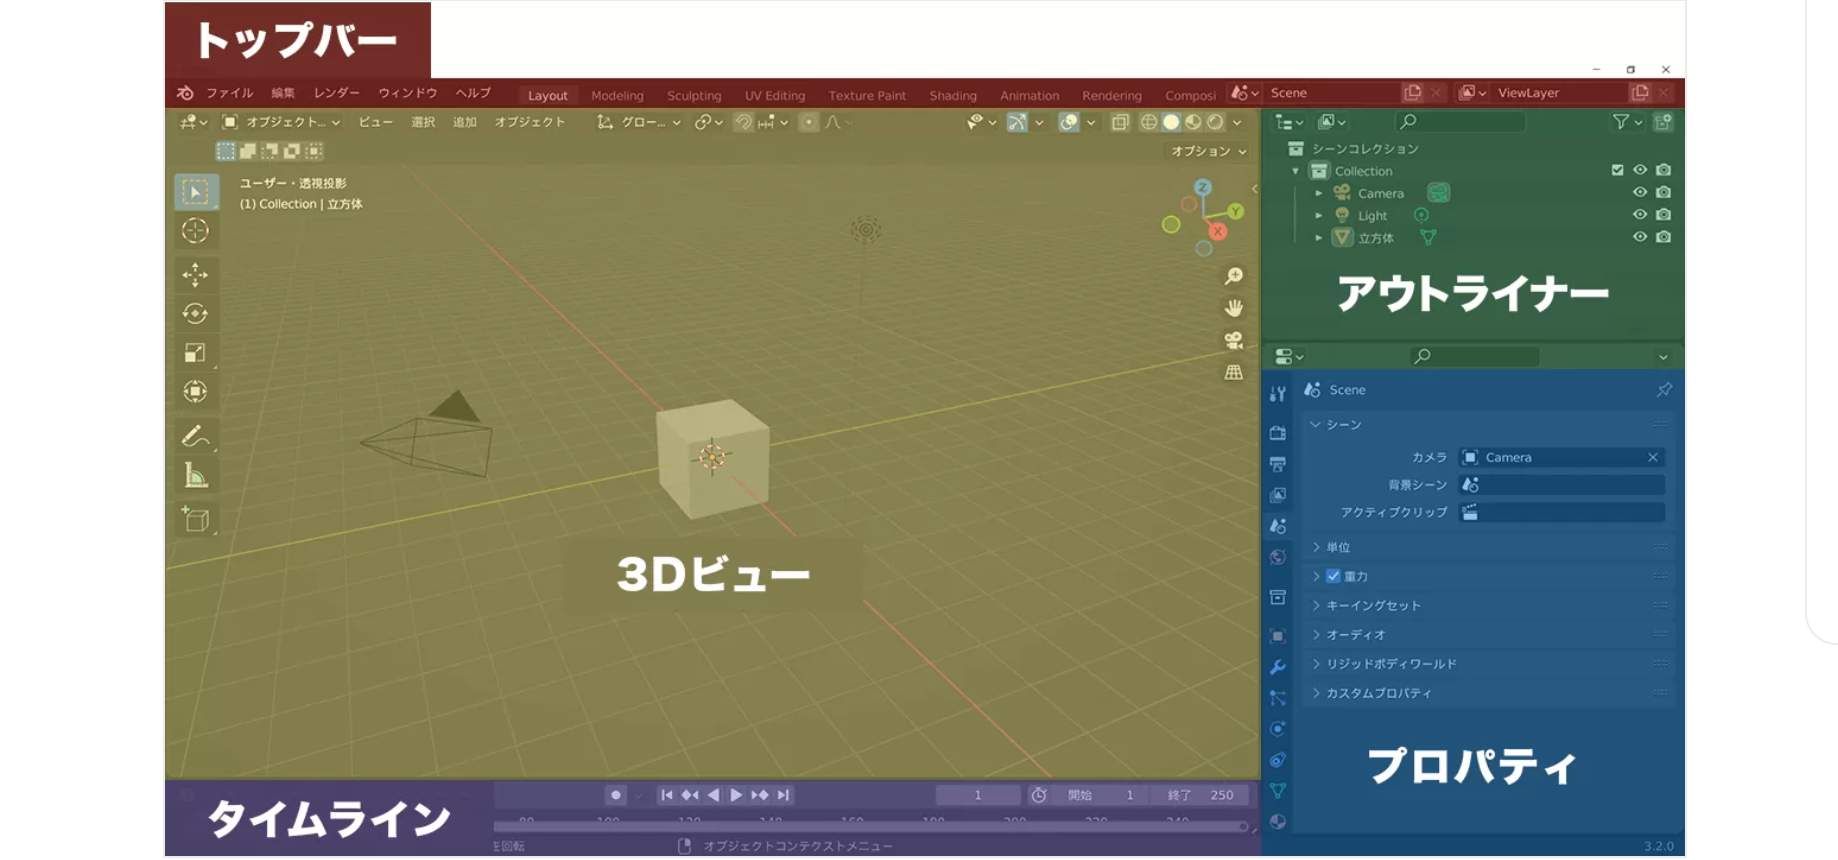 トップバー
ファイル 編集 レンダー ウィンドウ ヘルプ Layout Modeling Sculpting UV Editing Texture Paint Shading Animation Rendering Composi Scene ViewLayer
オブジェクト... ビュー 選択 追加 オブジェクト グロー...
オプション
ユーザー・透視投影
(1) Collection | 立方体
Z
Y
X
3Dビュー
シーンコレクション
Collection
Camera
Light
立方体
アウトライナー
Scene
シーン
カメラ Camera
背景シーン
アクティブクリップ
単位
重力
キーイングセット
オーディオ
リジッドボディワールド
カスタムプロパティ
プロパティ
タイムライン
1 開始 1 終了 250
80 100 120 140 160 180 200 220 240
を回転 オブジェクトコンテクストメニュー
3.2.0